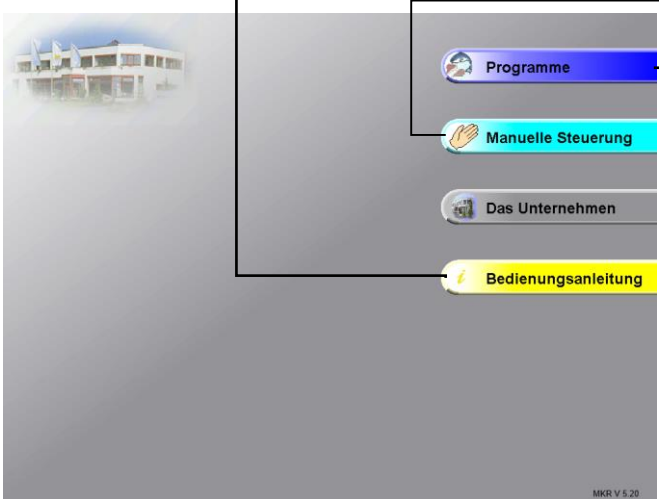 Programme
Manuelle Steuerung
Das Unternehmen
Bedienungsanleitung
MKR V 5.20